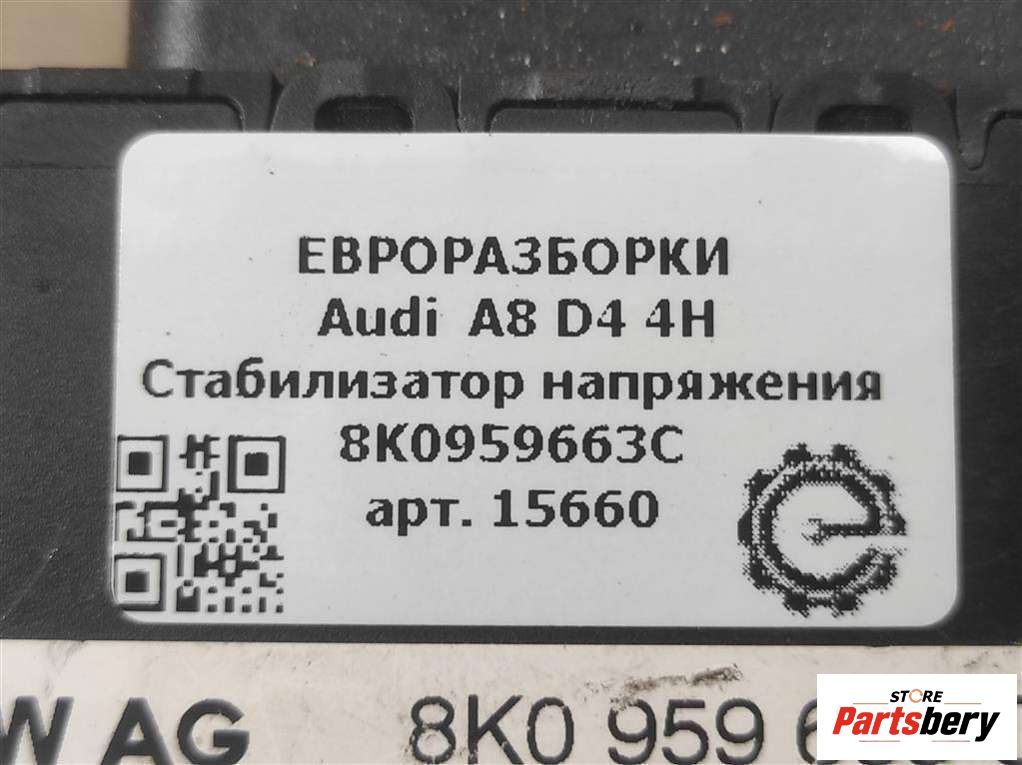 ЕВРОРАЗБОРКИ
Audi A8 D4 4H
Стабилизатор напряжения
8K0959663C
арт. 15660
W AG 8K0 959
STORE
Partsbery